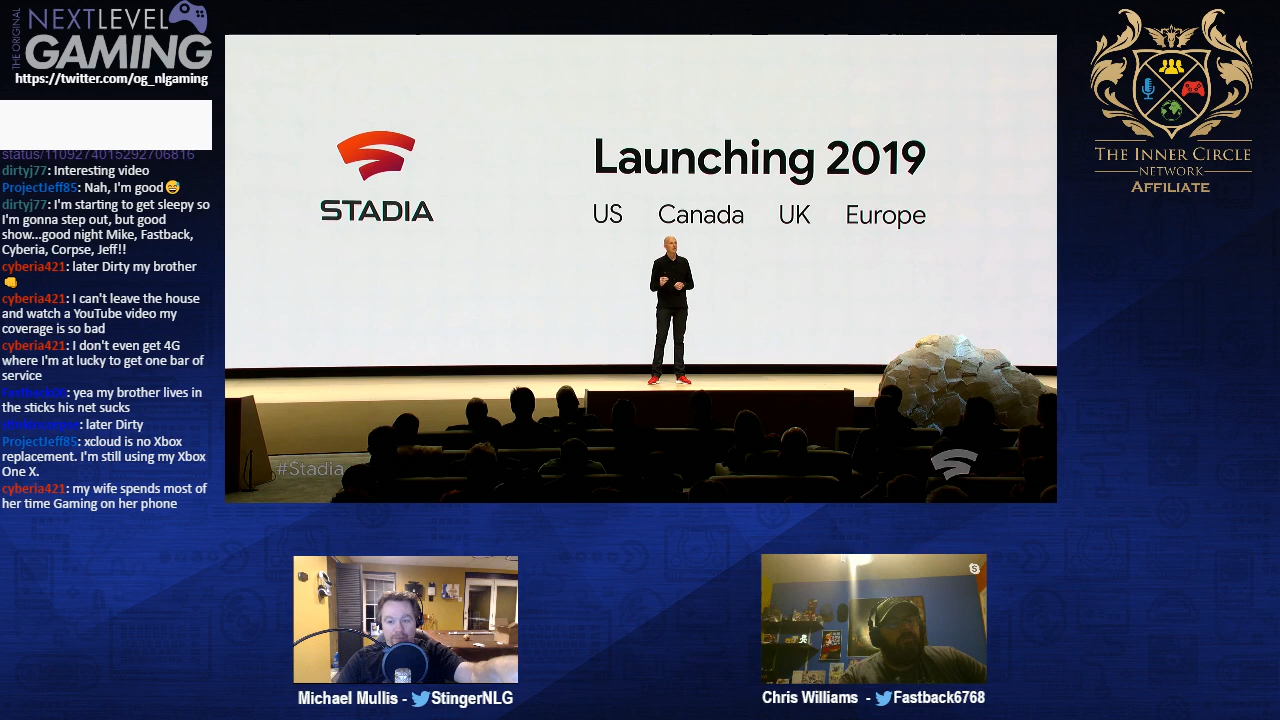 THE ORIGINAL
NEXTLEVEL
GAMING
https://twitter.com/og_nlgaming
status/1109274015292706816
dirtyj77: Interesting video
ProjectJeff85: Nah, I'm good
dirtyj77: I'm starting to get sleepy so
I'm gonna step out, but good
show...good night Mike, Fastback,
Cyberia, Corpse, Jeff!!
cyberia421: later Dirty my brother
cyberia421: I can't leave the house
and watch a YouTube video my
coverage is so bad
cyberia421: I don't even get 4G
where I'm at lucky to get one bar of
service
yea my brother lives in
the sticks his net sucks
: later Dirty
ProjectJeff85: xcloud is no Xbox
replacement. I'm still using my Xbox
One X.
cyberia421: my wife spends most of
her time Gaming on her phone
STADIA
Launching 2019
US Canada UK Europe
#Stadia
THE INNER CIRCLE
NETWORK
AFFILIATE
Michael Mullis - StingerNLG
Chris Williams - Fastback6768